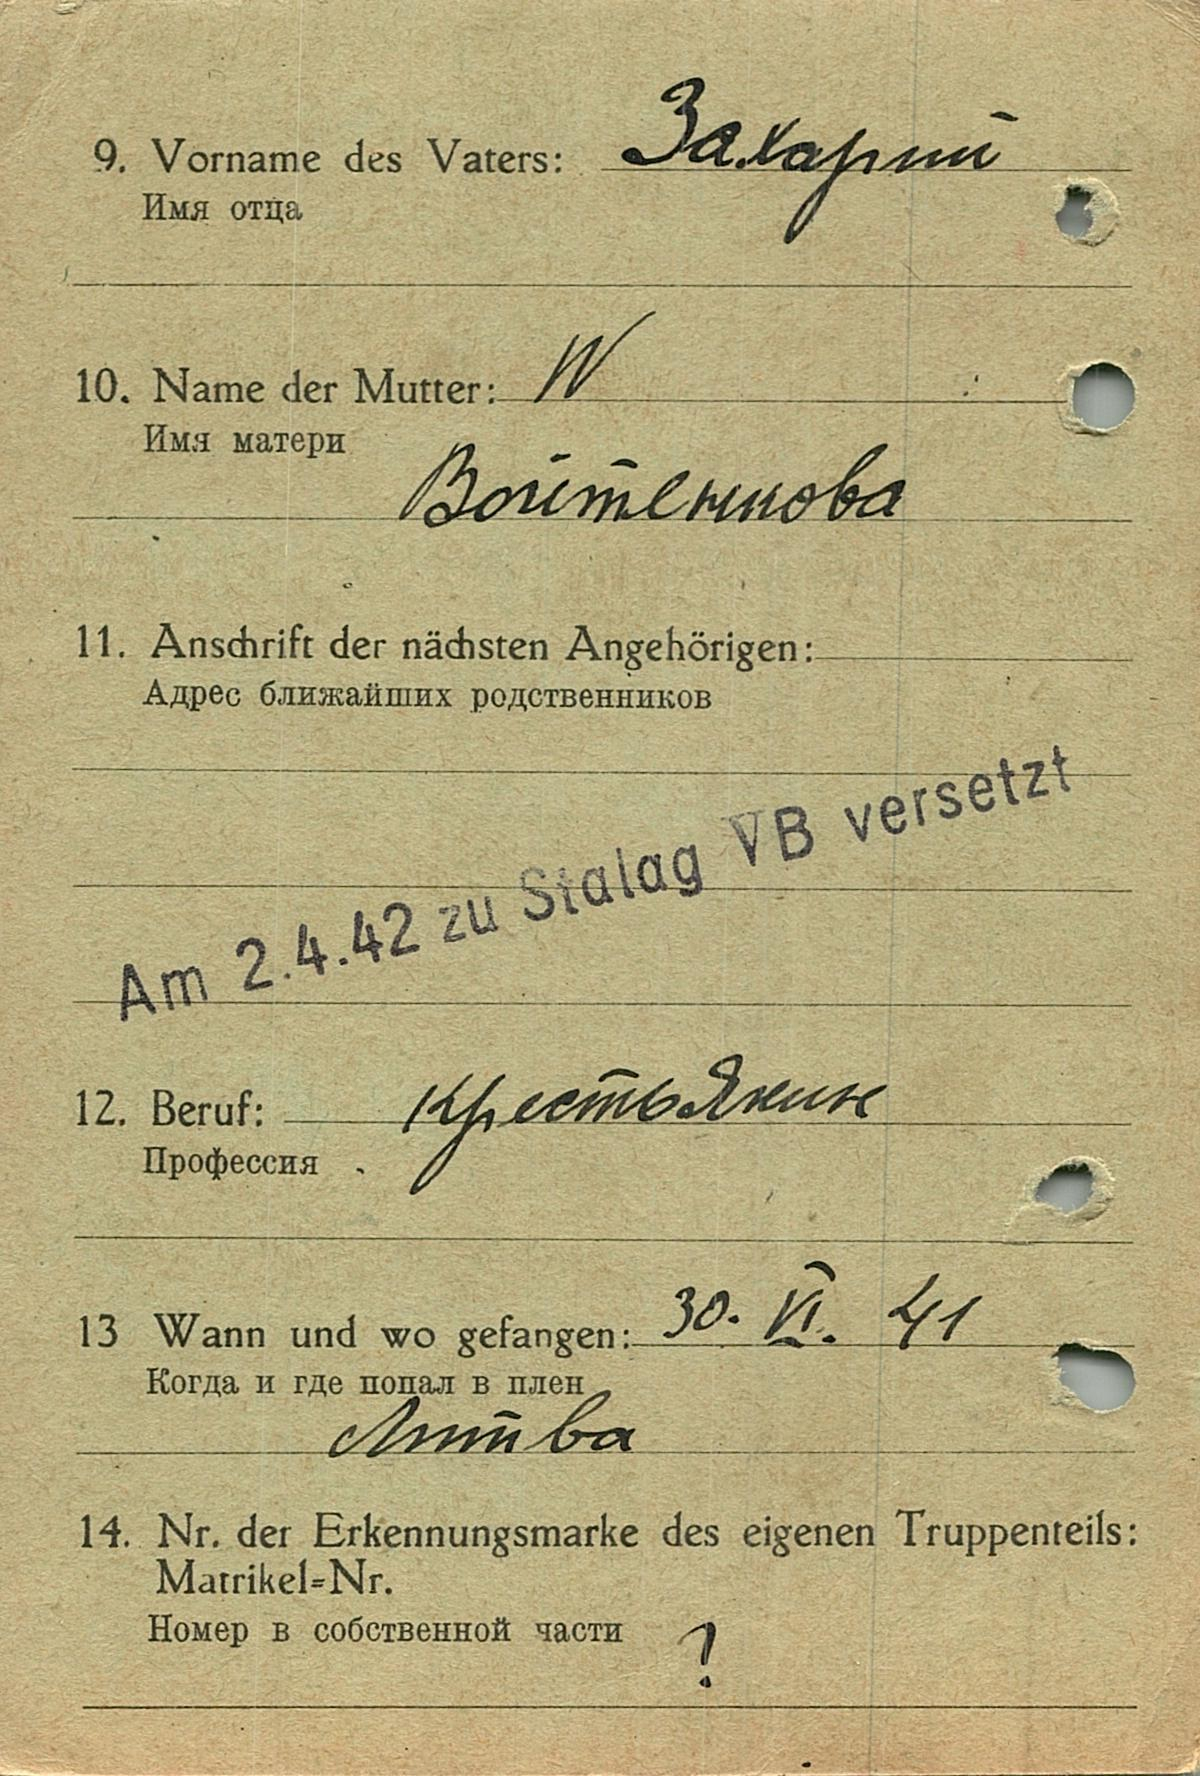 9. Vorname des Vaters: Захарий
Имя отца
10. Name der Mutter: W
Имя матери
Войтенкова
11. Anschrift der nächsten Angehörigen:
Адрес ближайших родственников
Am 2.4.42 zu Stalag VB versetzt
12. Beruf: крестьянин
Профессия
13 Wann und wo gefangen: 30. VI. 41
Когда и где попал в плен
Литва
14. Nr. der Erkennungsmarke des eigenen Truppenteils:
Matrikel=Nr.
Номер в собственной части ?